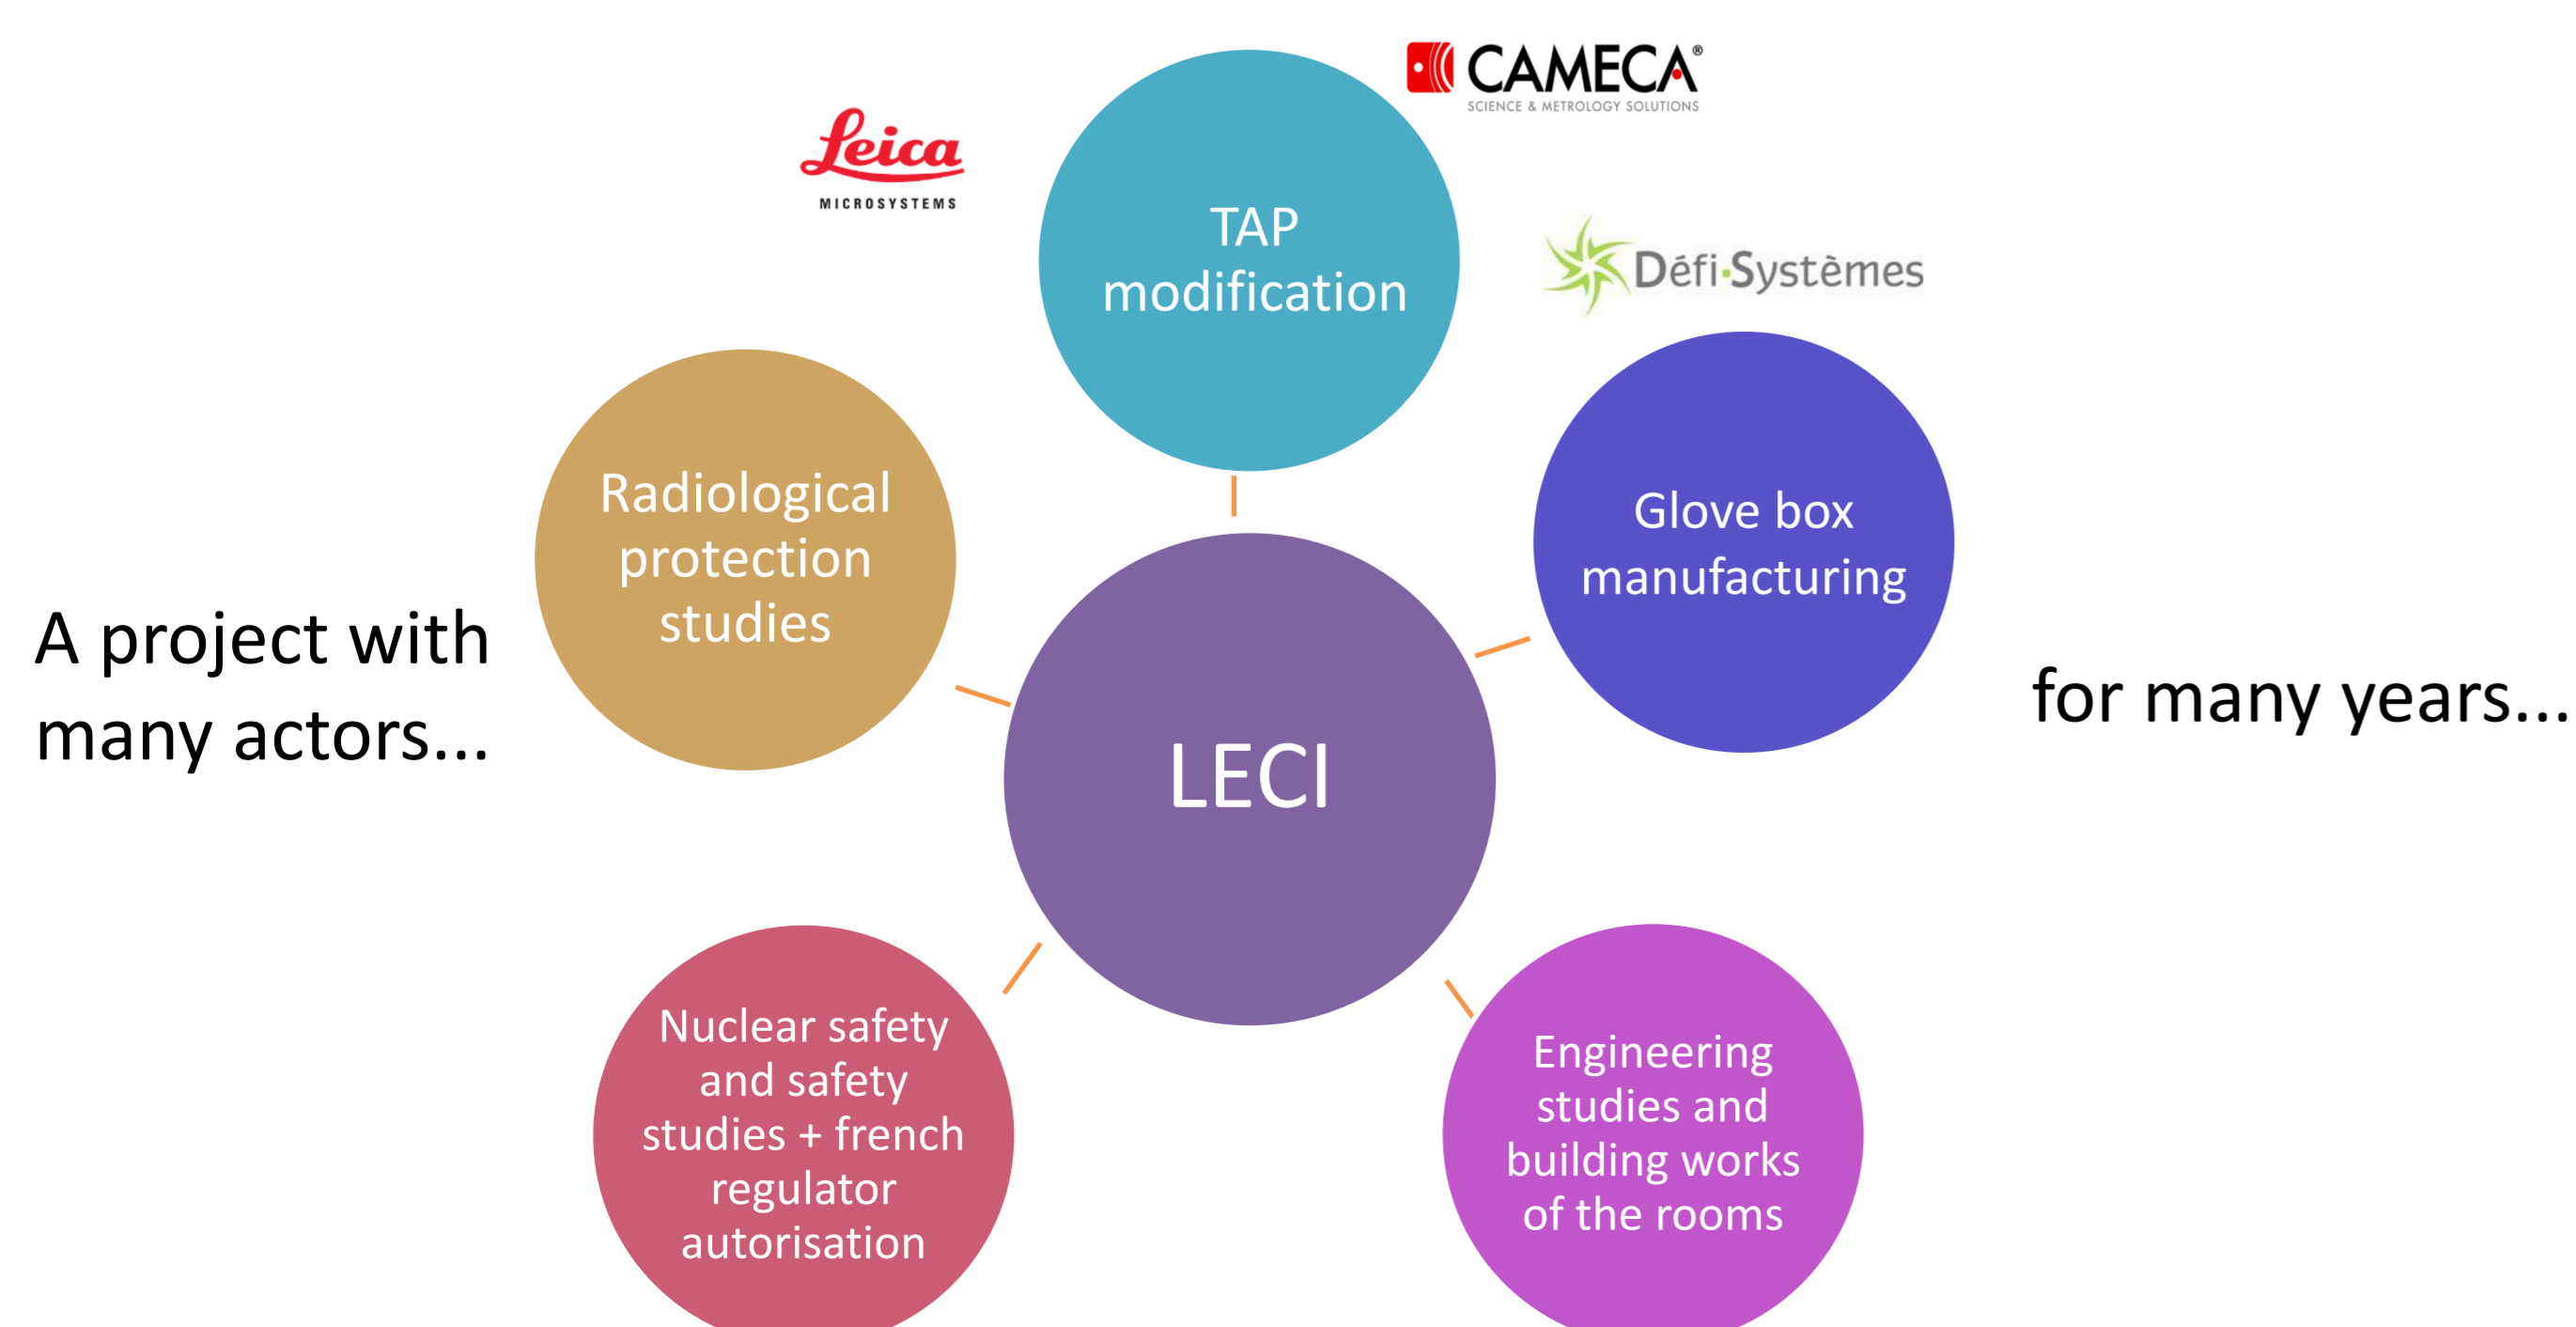 CAMECA®
SCIENCE & METROLOGY SOLUTIONS
Leica
MICROSYSTEMS
TAP
modification
Défi·Systèmes
Radiological
protection
studies
Glove box
manufacturing
A project with
many actors...
for many years...
LECI
Nuclear safety
and safety
studies + french
regulator
autorisation
Engineering
studies and
building works
of the rooms